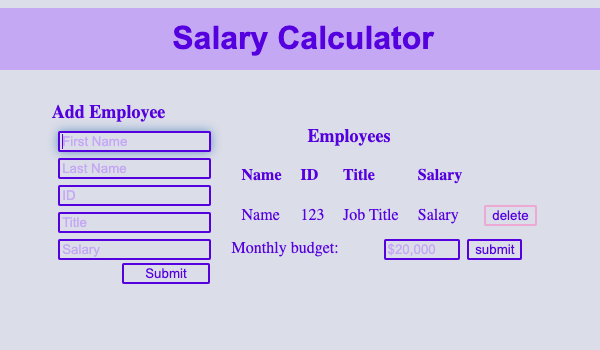 Salary Calculator
Add Employee
First Name
Last Name
ID
Title
Salary
Submit
Employees
Name ID Title Salary
Name 123 Job Title Salary delete
Monthly budget: $20,000 submit